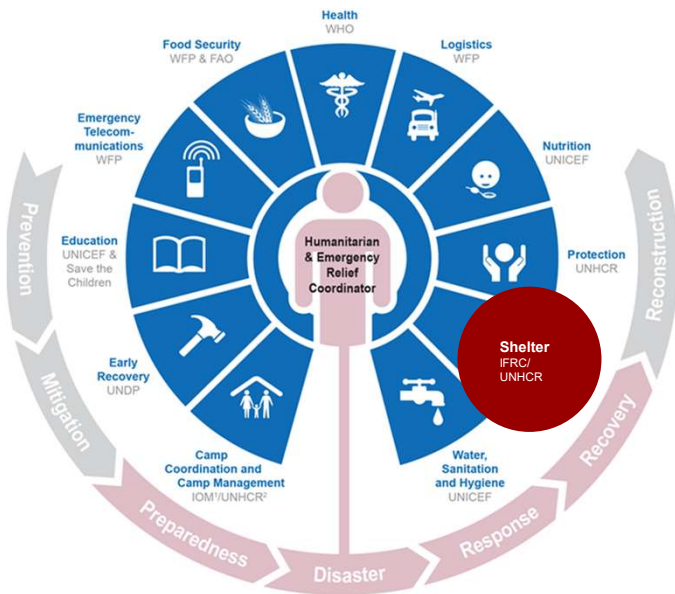 Health
WHO
Food Security
WFP & FAO
Logistics
WFP
Emergency
Telecom-
munications
WFP
Nutrition
UNICEF
Education
UNICEF &
Save the
Children
Humanitarian
& Emergency
Relief
Coordinator
Protection
UNHCR
Shelter
IFRC/
UNHCR
Early
Recovery
UNDP
Camp
Coordination and
Camp Management
IOM¹/UNHCR²
Water,
Sanitation
and Hygiene
UNICEF
Prevention
Mitigation
Preparedness
Disaster
Response
Recovery
Reconstruction